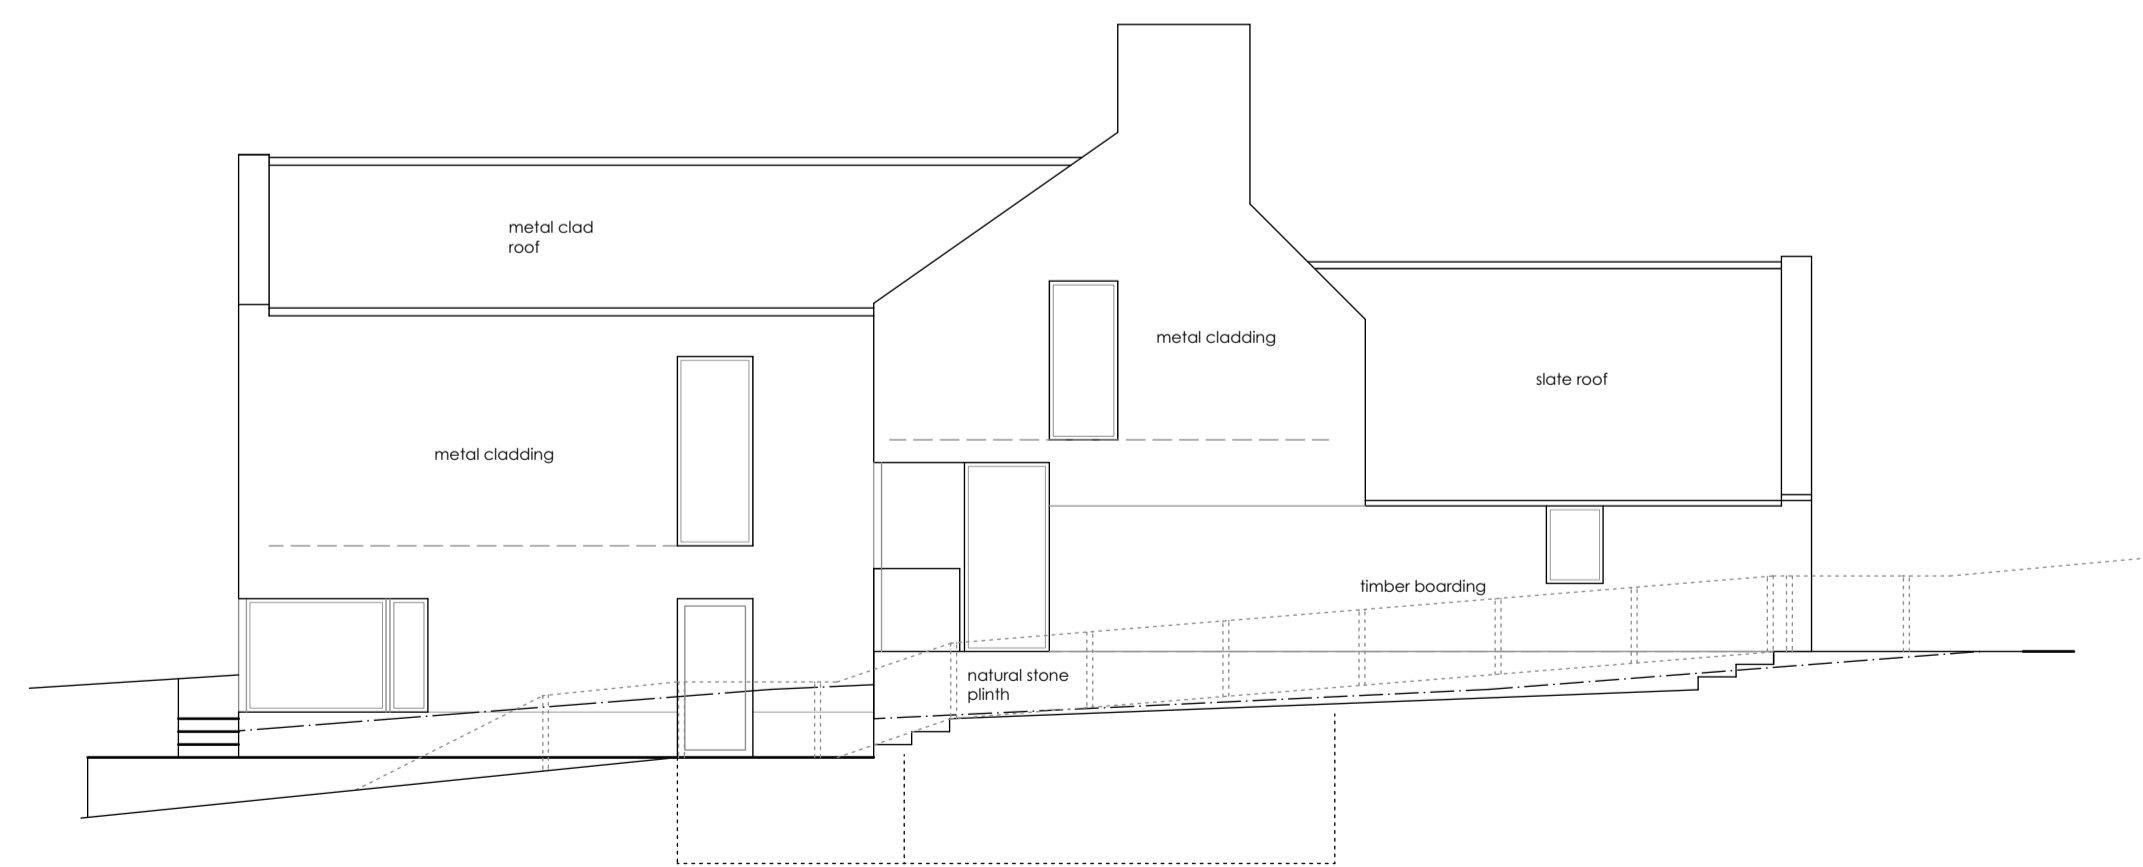 metal clad
roof
metal cladding
slate roof
metal cladding
timber boarding
natural stone
plinth